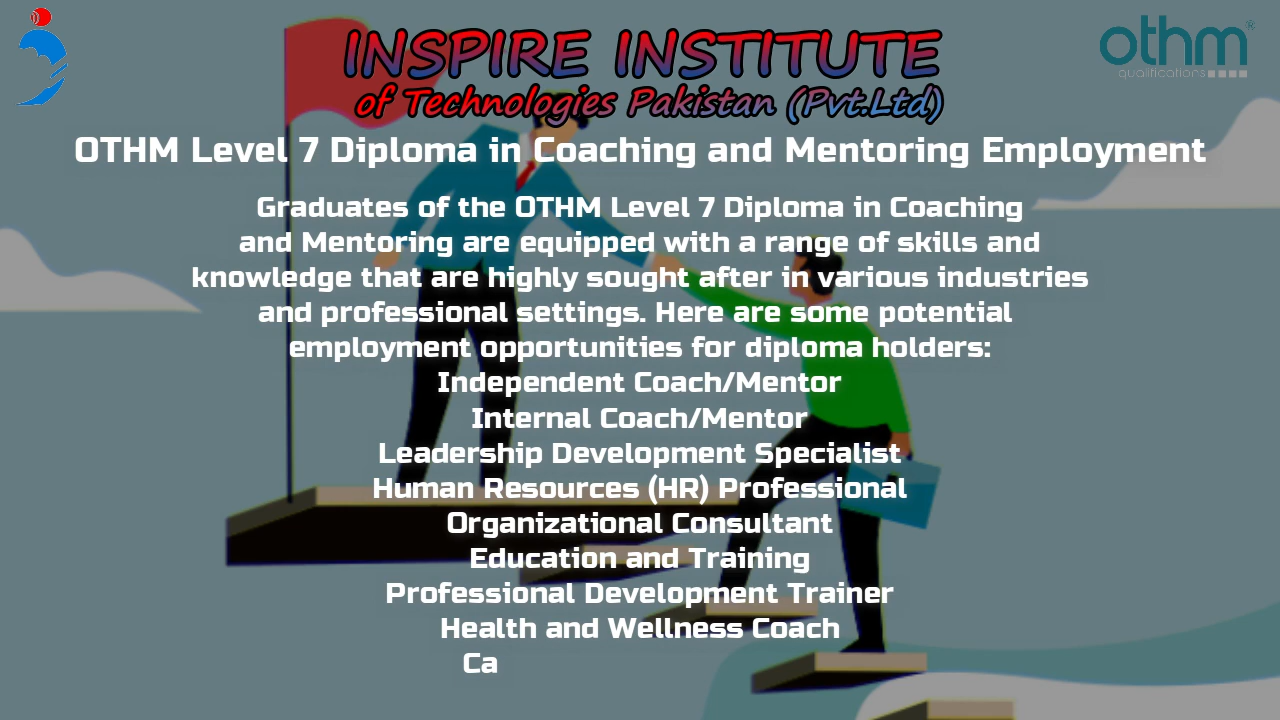 INSPIRE INSTITUTE
of Technologies Pakistan (Pvt.Ltd)
othm
qualifications
OTHM Level 7 Diploma in Coaching and Mentoring Employment
Graduates of the OTHM Level 7 Diploma in Coaching
and Mentoring are equipped with a range of skills and
knowledge that are highly sought after in various industries
and professional settings. Here are some potential
employment opportunities for diploma holders:
Independent Coach/Mentor
Internal Coach/Mentor
Leadership Development Specialist
Human Resources (HR) Professional
Organizational Consultant
Education and Training
Professional Development Trainer
Health and Wellness Coach
Ca